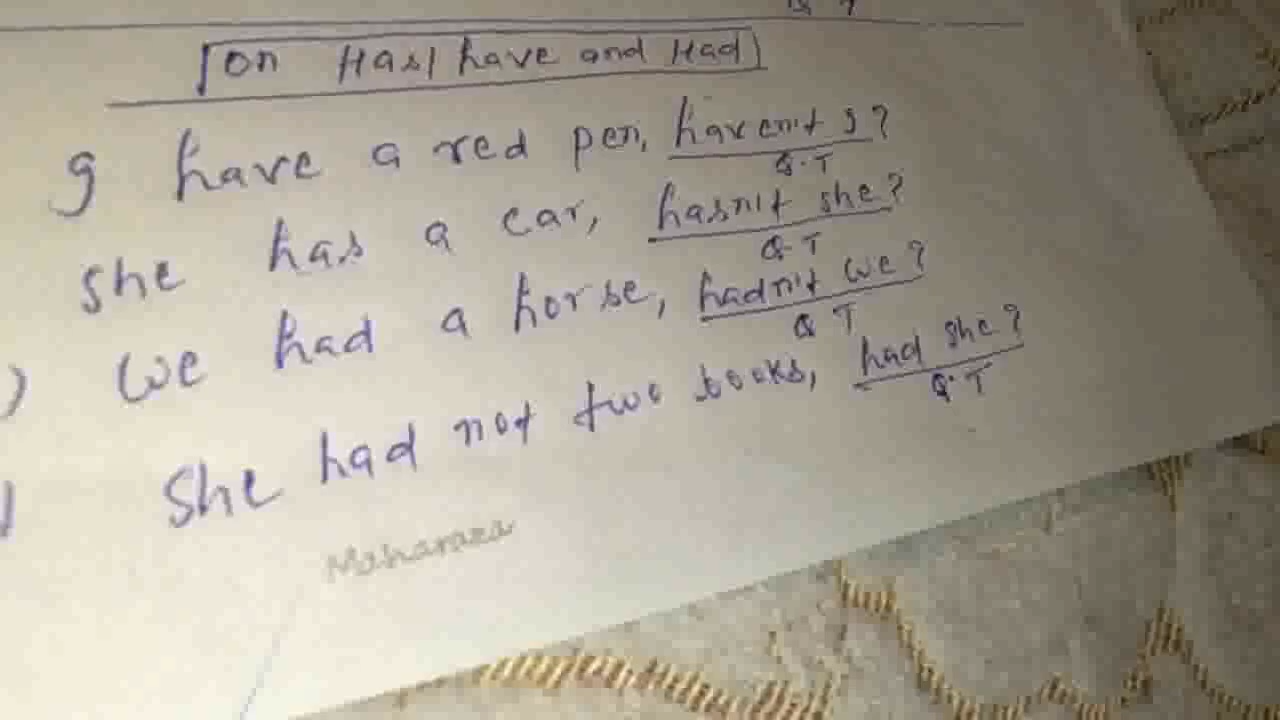 on Has/have and Had
I have a red pen, haven't I?
Q.T
She has a car, hasn't she?
Q.T
) We had a horse, hadn't we?
Q T
She had not two books, had she?
Q.T